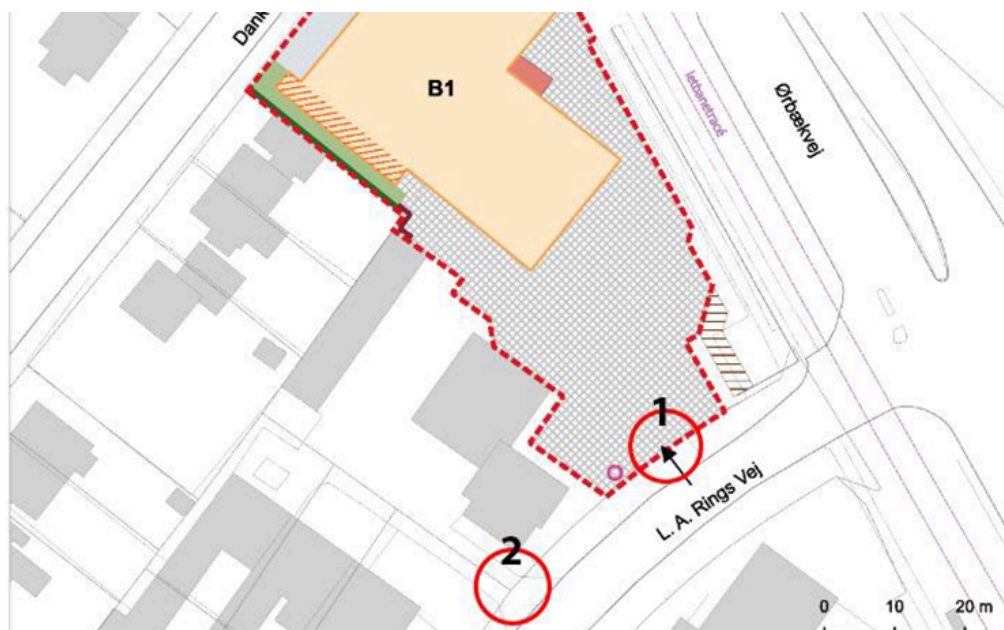 Dank
B1
letbanetracé
Ørbækvej
1
L. A. Rings Vej
2
0 10 20 m